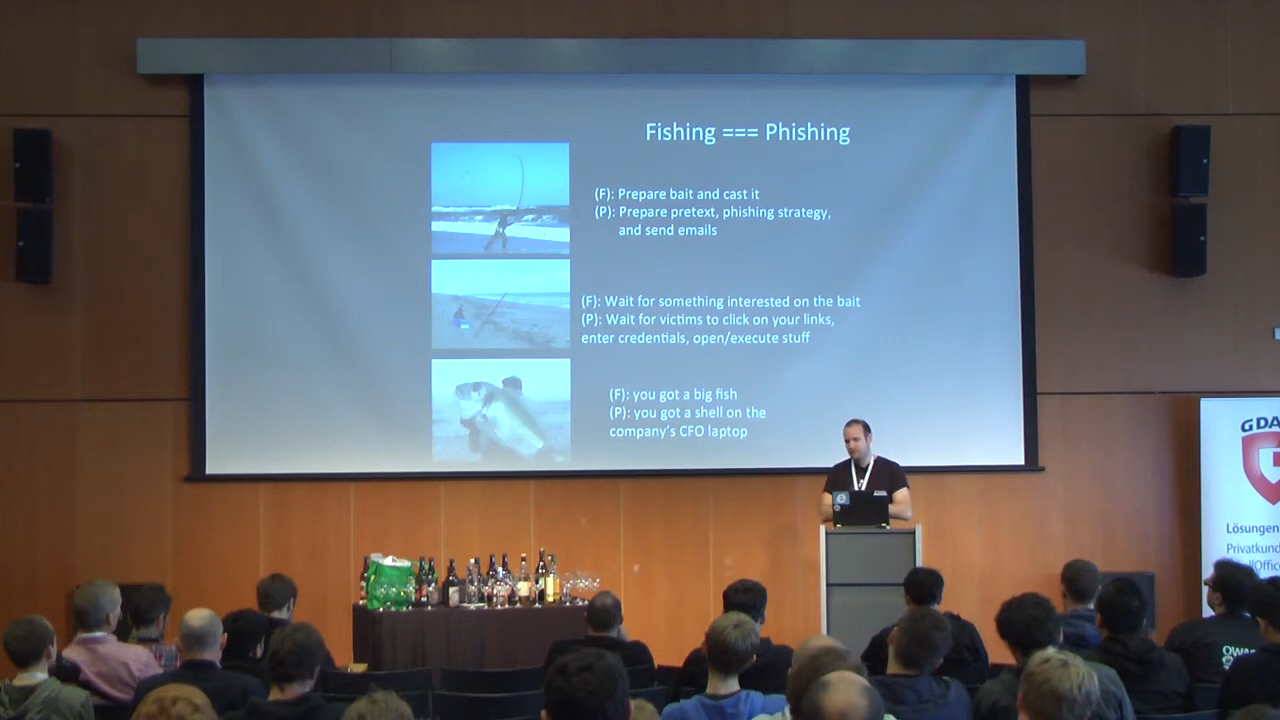 Fishing === Phishing
(F): Prepare bait and cast it
(P): Prepare pretext, phishing strategy,
and send emails
(F): Wait for something interested on the bait
(P): Wait for victims to click on your links,
enter credentials, open/execute stuff
(F): you got a big fish
(P): you got a shell on the
company's CFO laptop
G DA
Lösungen
Privatkund
OWAS